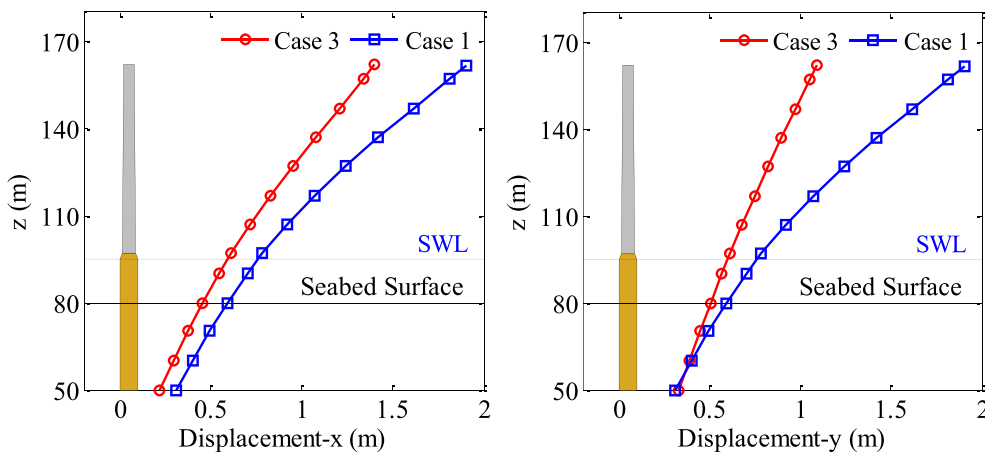 Case 3 Case 1
170
140
110
80
50
z (m)
SWL
Seabed Surface
0 0.5 1 1.5 2
Displacement-x (m)
Case 3 Case 1
170
140
110
80
50
z (m)
SWL
Seabed Surface
0 0.5 1 1.5 2
Displacement-y (m)